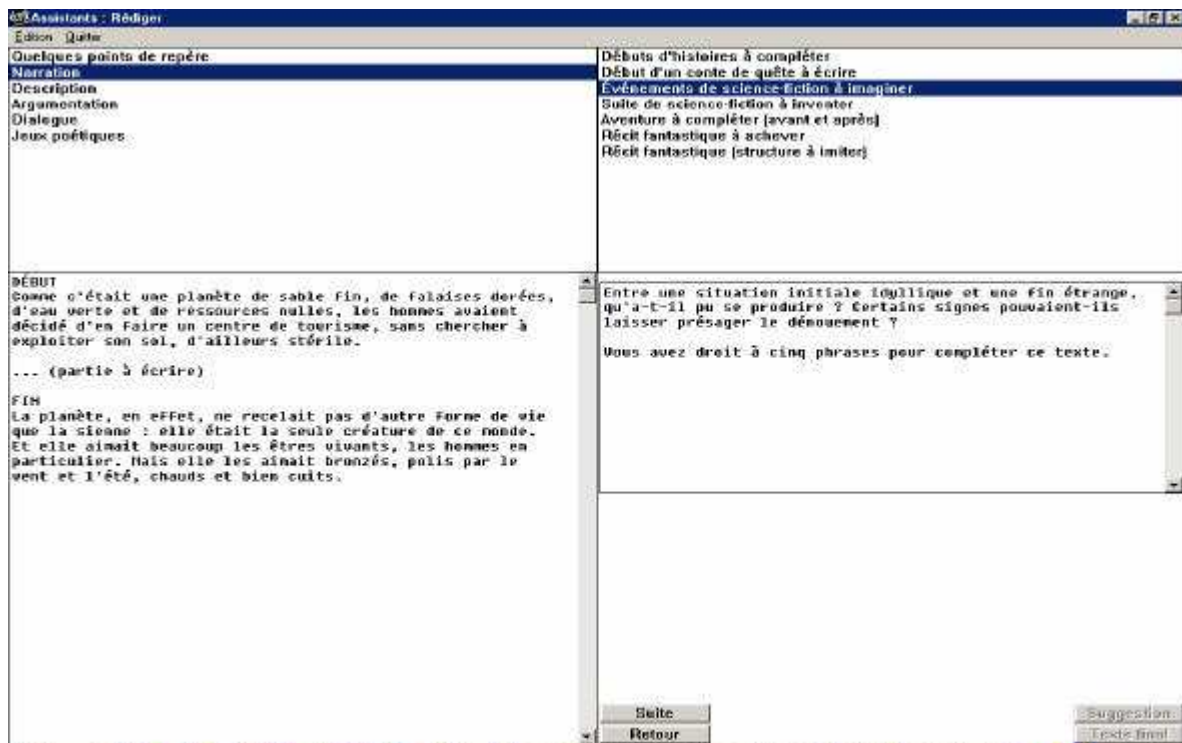 Assistants : Rédiger
Édition Quitter
Quelques points de repère
Narration
Description
Argumentation
Dialogue
Jeux poétiques
Débuts d'histoires à compléter
Début d'un conte de quête à écrire
Événements de science-fiction à imaginer
Suite de science-fiction à inventer
Aventure à compléter (avant et après)
Récit fantastique à achever
Récit fantastique (structure à imiter)
DÉBUT
Comme c'était une planète de sable fin, de falaises dorées,
d'eau verte et de ressources nulles, les hommes avaient
décidé d'en faire un centre de tourisme, sans chercher à
exploiter son sol, d'ailleurs stérile.
... (partie à écrire)
FIN
La planète, en effet, ne recelait pas d'autre forme de vie
que la sienne : elle était la seule créature de ce monde.
Et elle aimait beaucoup les êtres vivants, les hommes en
particulier. Mais elle les aimait bronzés, polis par le
vent et l'été, chauds et bien cuits.
Entre une situation initiale idyllique et une fin étrange,
qu'a-t-il pu se produire ? Certains signes pouvaient-ils
laisser présager le dénouement ?
Vous avez droit à cinq phrases pour compléter ce texte.
Suite
Retour
Suggestion
Texte final